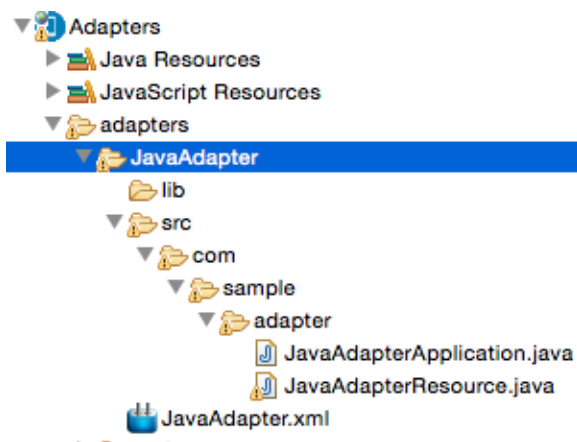 Adapters
Java Resources
JavaScript Resources
adapters
JavaAdapter
lib
src
com
sample
adapter
JavaAdapterApplication.java
JavaAdapterResource.java
JavaAdapter.xml